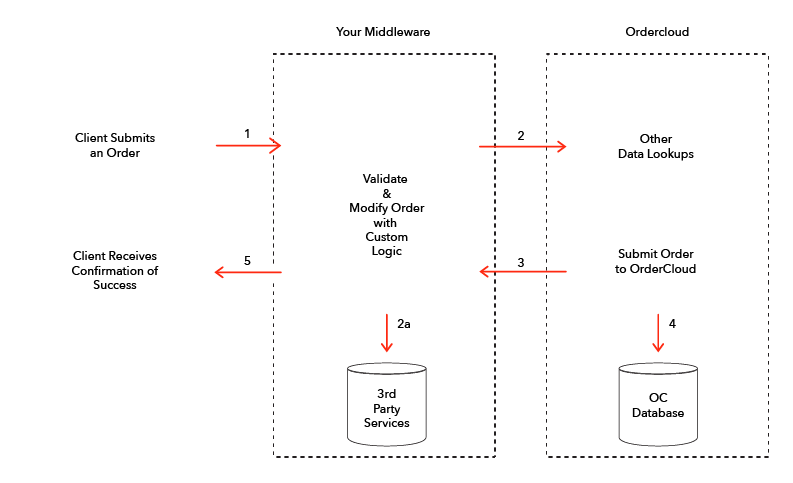 Your Middleware
Ordercloud
Client Submits
an Order
1
2
Other
Data Lookups
Validate
&
Modify Order
with
Custom
Logic
Client Receives
Confirmation of
Success
5
3
Submit Order
to OrderCloud
2a
4
3rd
Party
Services
OC
Database